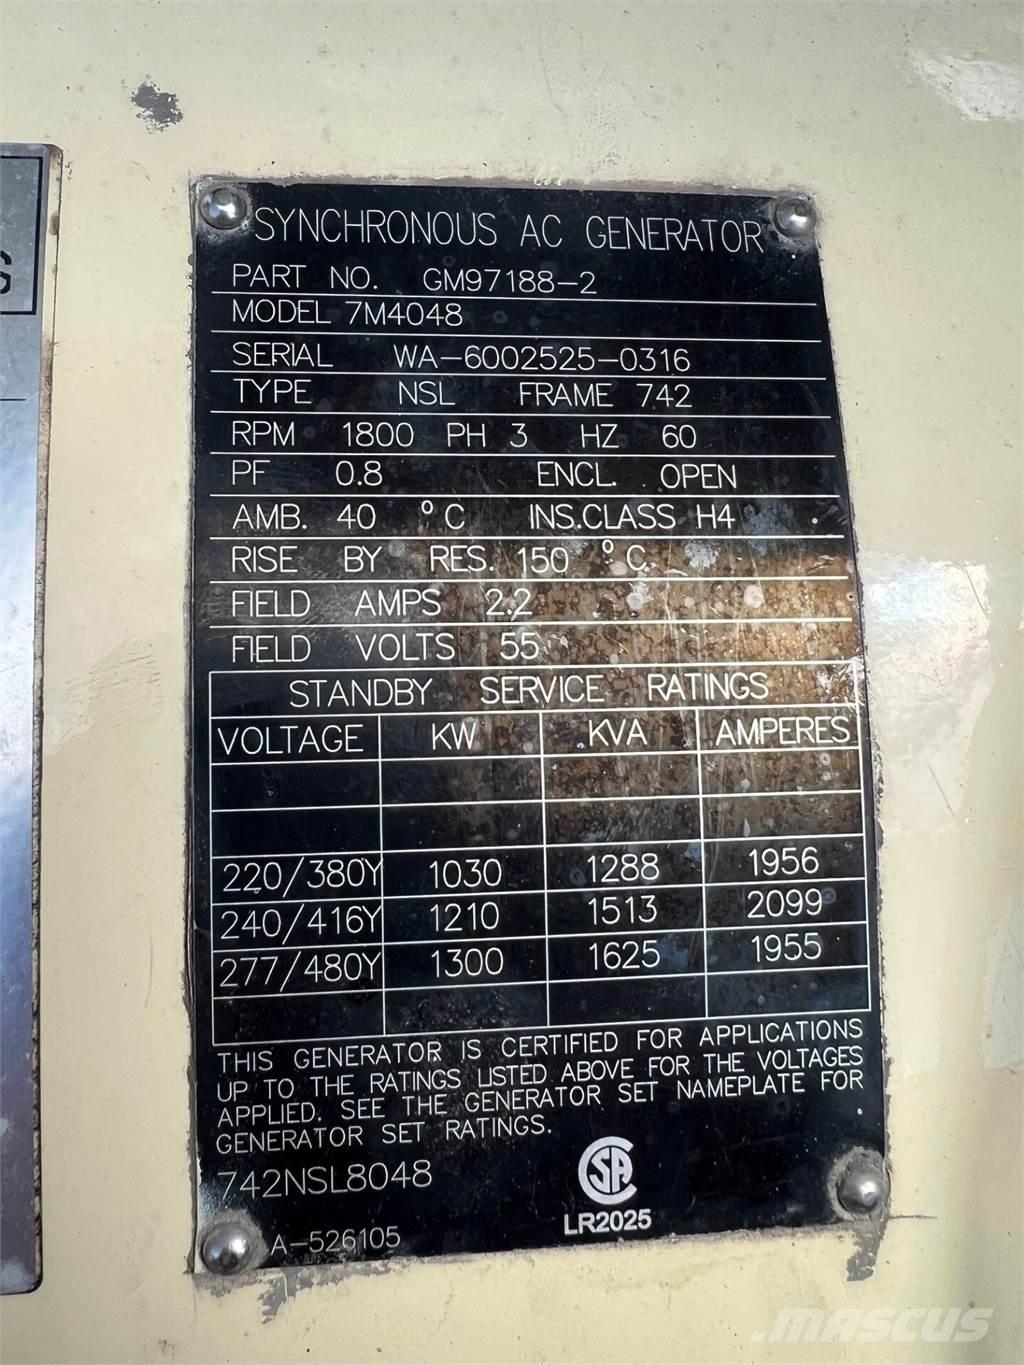 SYNCHRONOUS AC GENERATOR
PART NO. GM97188-2
MODEL 7M4048
SERIAL WA-6002525-0316
TYPE NSL FRAME 742
RPM 1800 PH 3 HZ 60
PF 0.8 ENCL. OPEN
AMB. 40 °C INS.CLASS H4
RISE BY RES. 150 °C
FIELD AMPS 2.2
FIELD VOLTS 55
STANDBY SERVICE RATINGS
VOLTAGE KW KVA AMPERES
220/380Y 1030 1288 1956
240/416Y 1210 1513 2099
277/480Y 1300 1625 1955
THIS GENERATOR IS CERTIFIED FOR APPLICATIONS
UP TO THE RATINGS LISTED ABOVE FOR THE VOLTAGES
APPLIED. SEE THE GENERATOR SET NAMEPLATE FOR
GENERATOR SET RATINGS.
742NSL8048
SA
LR2025
A-526105
MASCUS